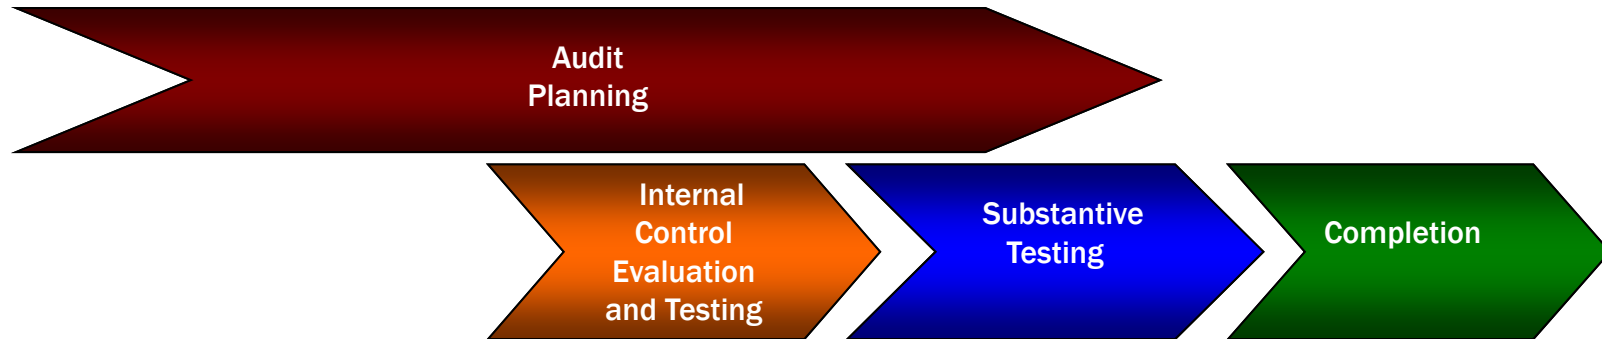 Audit
Planning
Internal
Control
Evaluation
and Testing
Substantive
Testing
Completion